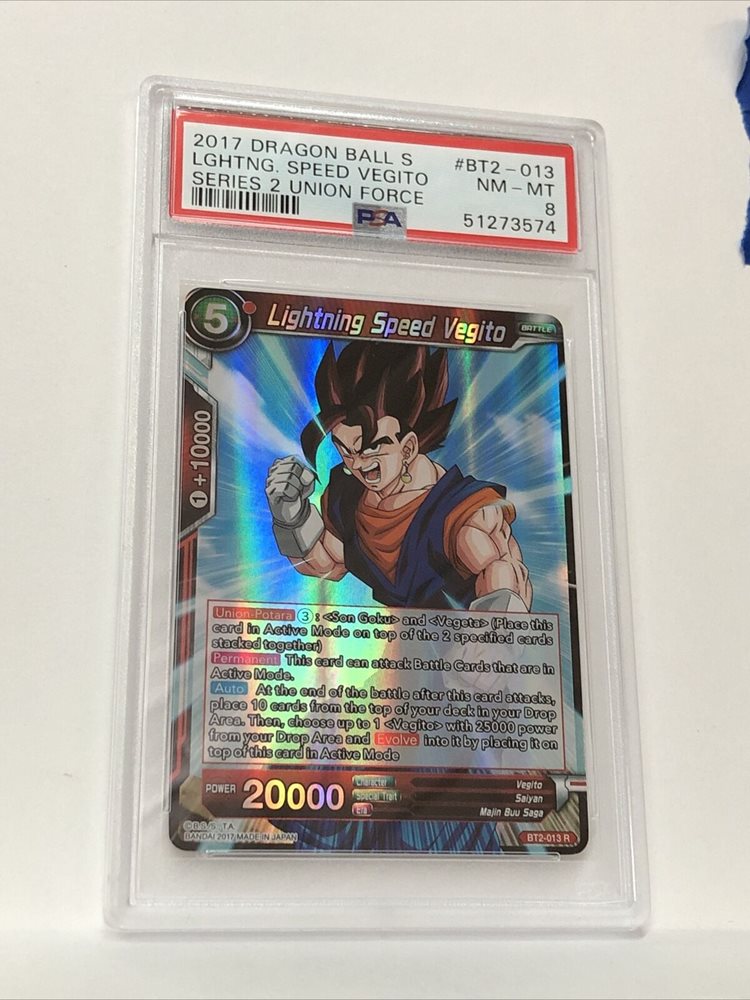 2017 DRAGON BALL S #BT2-013
LGHTNG. SPEED VEGITO NM-MT
SERIES 2 UNION FORCE 8
PSA 51273574
5 Lightning Speed Vegito BATTLE
1 +10000
Union-Potara 3 : <Son Goku> and <Vegeta> (Place this
card in Active Mode on top of the 2 specified cards
stacked together)
Permanent This card can attack Battle Cards that are in
Active Mode.
Auto At the end of the battle after this card attacks,
place 10 cards from the top of your deck in your Drop
Area. Then, choose up to 1 <Vegito> with 25000 power
from your Drop Area and Evolve into it by placing it on
top of this card in Active Mode
POWER 20000
Character Vegito
Special Trait Saiyan
Era Majin Buu Saga
©B.S./S., T.A.
BANDAI 2017 MADE IN JAPAN
BT2-013 R